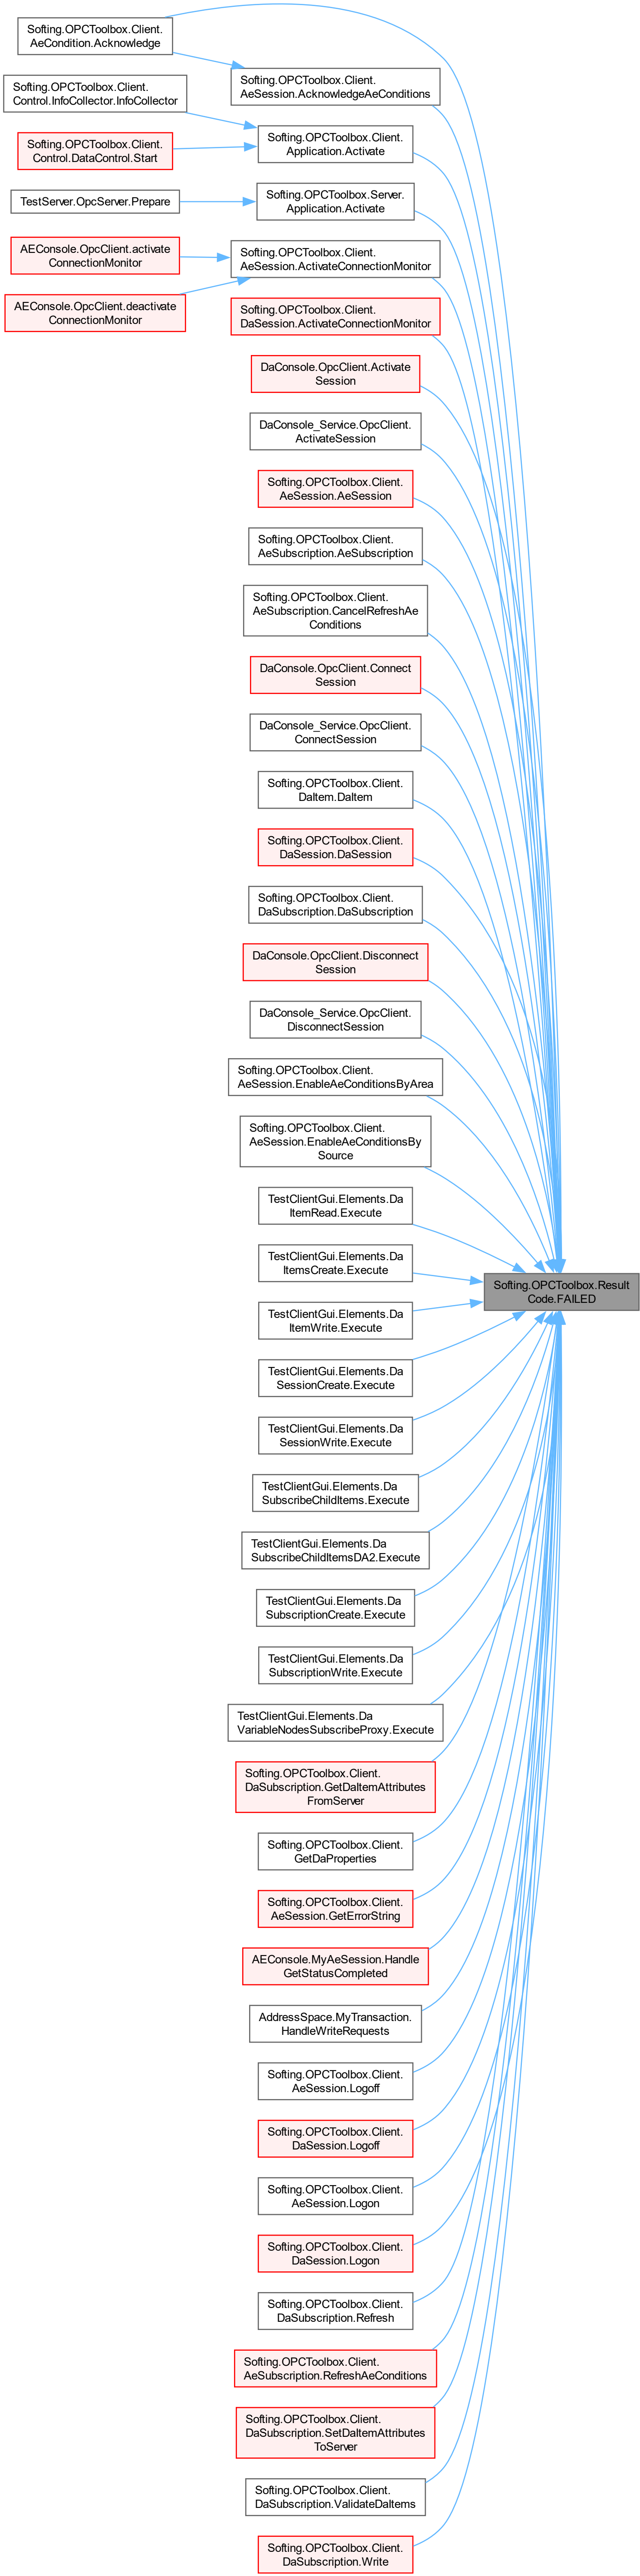 Softing.OPCToolbox.Client.
AeCondition.Acknowledge
Softing.OPCToolbox.Client.
AeSession.AcknowledgeAeConditions
Softing.OPCToolbox.Client.
Control.InfoCollector.InfoCollector
Softing.OPCToolbox.Client.
Application.Activate
Softing.OPCToolbox.Client.
Control.DataControl.Start
TestServer.OpcServer.Prepare
Softing.OPCToolbox.Server.
Application.Activate
AEConsole.OpcClient.activate
ConnectionMonitor
Softing.OPCToolbox.Client.
AeSession.ActivateConnectionMonitor
AEConsole.OpcClient.deactivate
ConnectionMonitor
Softing.OPCToolbox.Client.
DaSession.ActivateConnectionMonitor
DaConsole.OpcClient.Activate
Session
DaConsole_Service.OpcClient.
ActivateSession
Softing.OPCToolbox.Client.
AeSession.AeSession
Softing.OPCToolbox.Client.
AeSubscription.AeSubscription
Softing.OPCToolbox.Client.
AeSubscription.CancelRefreshAe
Conditions
DaConsole.OpcClient.Connect
Session
DaConsole_Service.OpcClient.
ConnectSession
Softing.OPCToolbox.Client.
DaItem.DaItem
Softing.OPCToolbox.Client.
DaSession.DaSession
Softing.OPCToolbox.Client.
DaSubscription.DaSubscription
DaConsole.OpcClient.Disconnect
Session
DaConsole_Service.OpcClient.
DisconnectSession
Softing.OPCToolbox.Client.
AeSession.EnableAeConditionsByArea
Softing.OPCToolbox.Client.
AeSession.EnableAeConditionsBy
Source
TestClientGui.Elements.Da
ItemRead.Execute
TestClientGui.Elements.Da
ItemsCreate.Execute
Softing.OPCToolbox.Result
Code.FAILED
TestClientGui.Elements.Da
ItemWrite.Execute
TestClientGui.Elements.Da
SessionCreate.Execute
TestClientGui.Elements.Da
SessionWrite.Execute
TestClientGui.Elements.Da
SubscribeChildItems.Execute
TestClientGui.Elements.Da
SubscribeChildItemsDA2.Execute
TestClientGui.Elements.Da
SubscriptionCreate.Execute
TestClientGui.Elements.Da
SubscriptionWrite.Execute
TestClientGui.Elements.Da
VariableNodesSubscribeProxy.Execute
Softing.OPCToolbox.Client.
DaSubscription.GetDaItemAttributes
FromServer
Softing.OPCToolbox.Client.
GetDaProperties
Softing.OPCToolbox.Client.
AeSession.GetErrorString
AEConsole.MyAeSession.Handle
GetStatusCompleted
AddressSpace.MyTransaction.
HandleWriteRequests
Softing.OPCToolbox.Client.
AeSession.Logoff
Softing.OPCToolbox.Client.
DaSession.Logoff
Softing.OPCToolbox.Client.
AeSession.Logon
Softing.OPCToolbox.Client.
DaSession.Logon
Softing.OPCToolbox.Client.
DaSubscription.Refresh
Softing.OPCToolbox.Client.
AeSubscription.RefreshAeConditions
Softing.OPCToolbox.Client.
DaSubscription.SetDaItemAttributes
ToServer
Softing.OPCToolbox.Client.
DaSubscription.ValidateDaItems
Softing.OPCToolbox.Client.
DaSubscription.Write